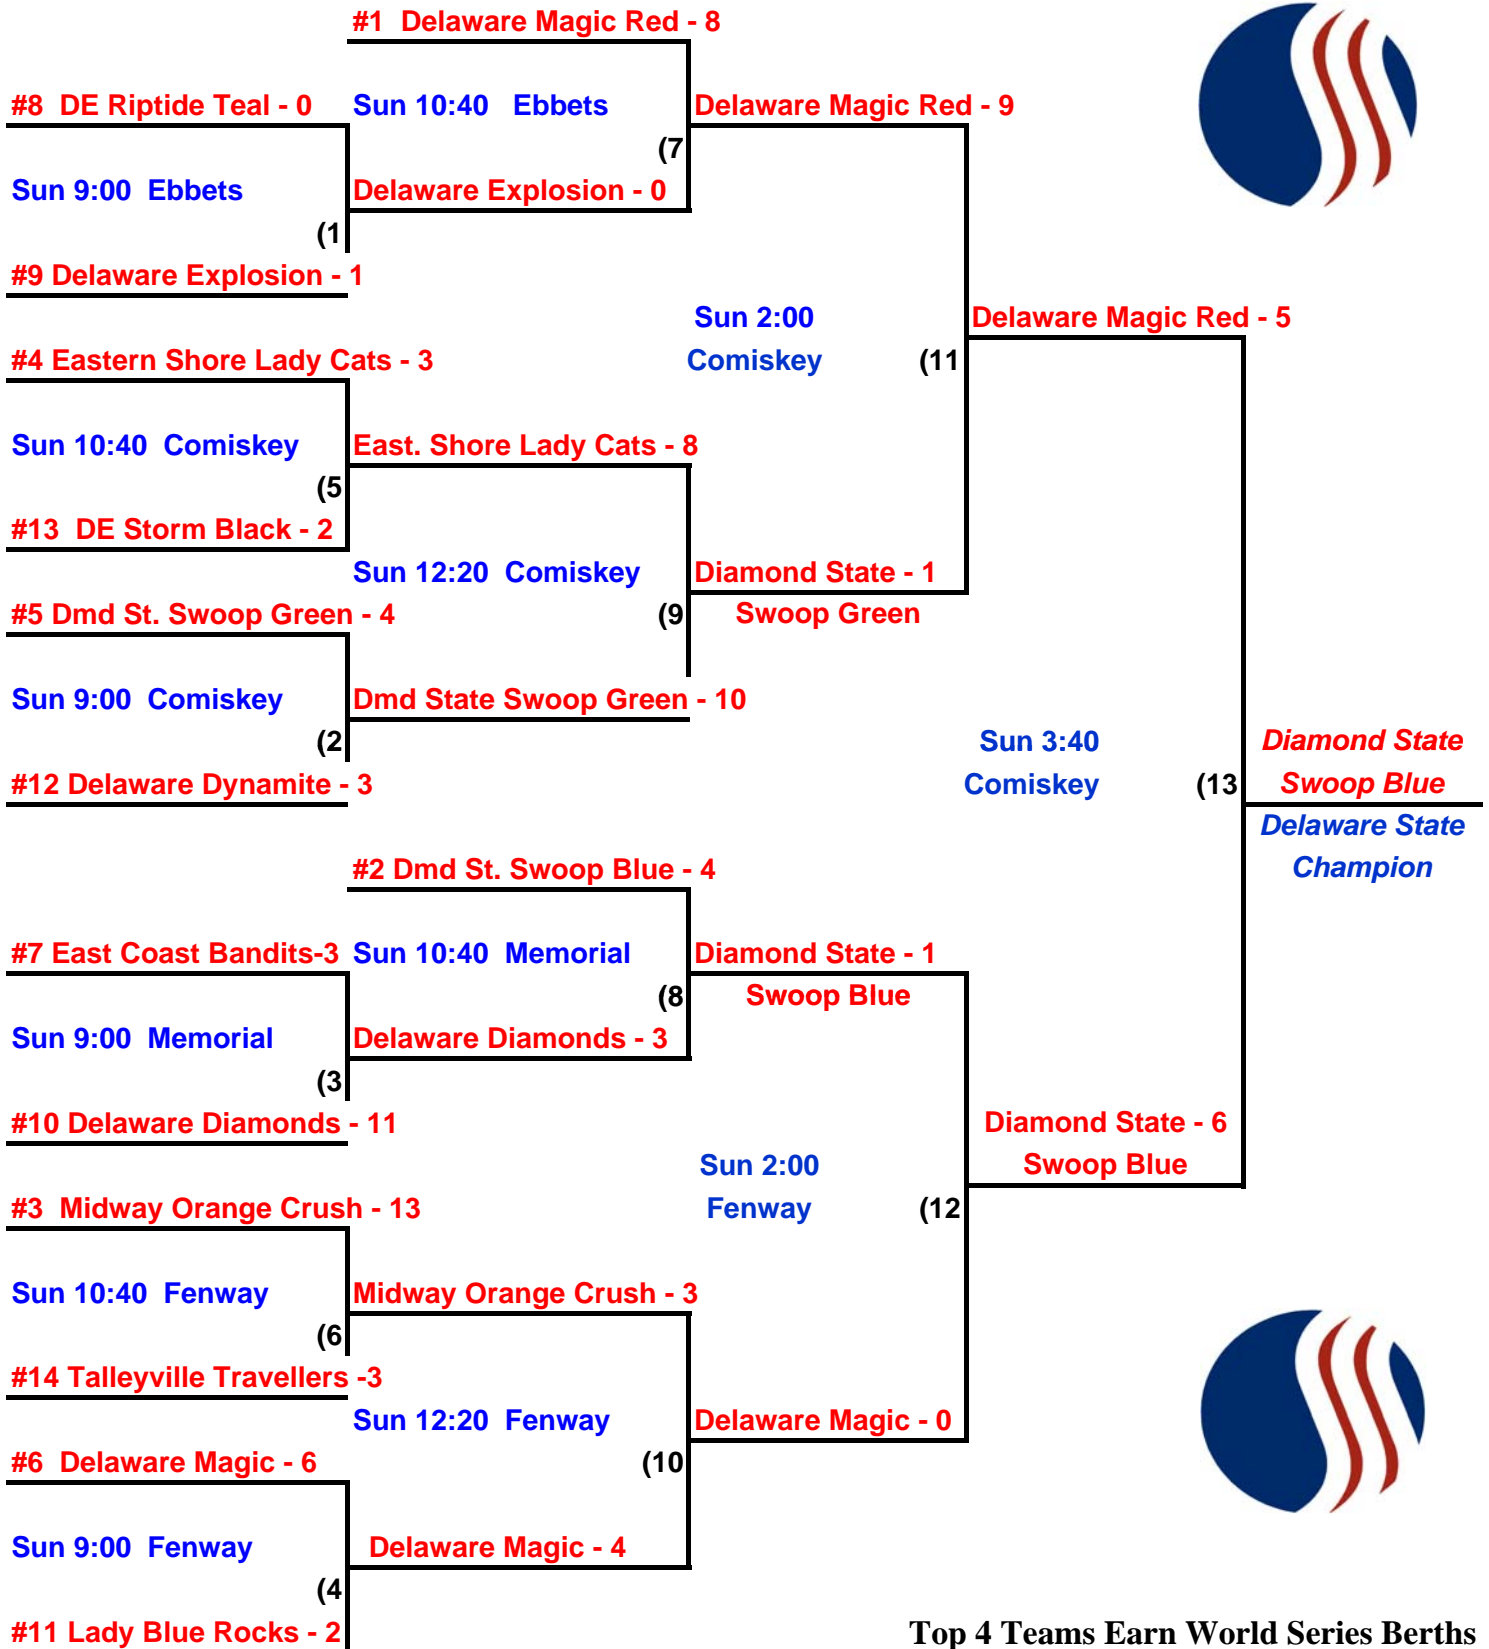 #1  Delaware Magic Red - 8
#8  DE Riptide Teal - 0
Sun 10:40   Ebbets
Delaware Magic Red - 9
(7
Sun 9:00  Ebbets
Delaware Explosion - 0
(1
#9 Delaware Explosion - 1
Sun 2:00
Delaware Magic Red - 5
#4 Eastern Shore Lady Cats - 3
Comiskey
(11
Sun 10:40  Comiskey
East. Shore Lady Cats - 8
(5
#13  DE Storm Black - 2
Sun 12:20  Comiskey
Diamond State - 1
#5 Dmd St. Swoop Green - 4
(9
Swoop Green
Sun 9:00  Comiskey
Dmd State Swoop Green - 10
(2
Sun 3:40
Diamond State
#12 Delaware Dynamite - 3
Comiskey
(13
Swoop Blue
Delaware State
#2 Dmd St. Swoop Blue - 4
Champion
#7 East Coast Bandits-3
Sun 10:40  Memorial
Diamond State - 1
(8
Swoop Blue
Sun 9:00  Memorial
Delaware Diamonds - 3
(3
#10 Delaware Diamonds - 11
Diamond State - 6
Sun 2:00
Swoop Blue
#3  Midway Orange Crush - 13
Fenway
(12
Sun 10:40  Fenway
Midway Orange Crush - 3
(6
#14 Talleyville Travellers -3
Sun 12:20  Fenway
Delaware Magic - 0
#6  Delaware Magic - 6
(10
Sun 9:00  Fenway
Delaware Magic - 4
(4
#11 Lady Blue Rocks - 2
Top 4 Teams Earn World Series Berths